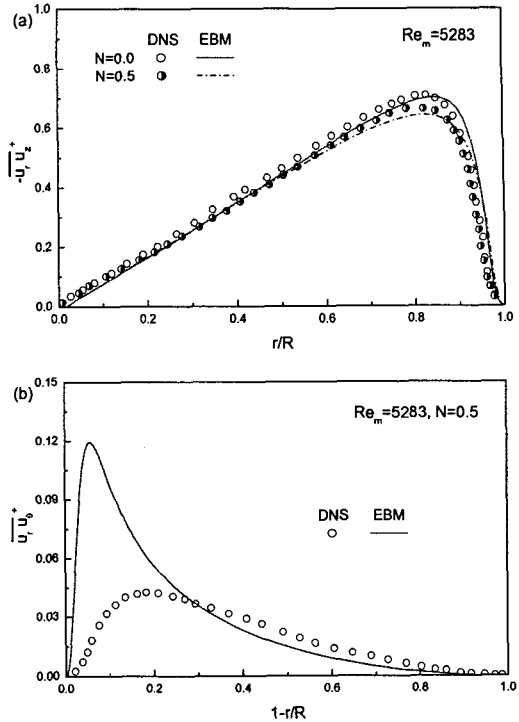 (a)
1.0
0.8
0.6
0.4
0.2
0.0
-u_r u_z^+
DNS EBM
N=0.0
N=0.5
Re_m=5283
0.0 0.2 0.4 0.6 0.8 1.0
r/R
(b)
0.15
0.12
0.09
0.06
0.03
0.00
u_r u_θ^+
Re_m=5283, N=0.5
DNS EBM
0.0 0.2 0.4 0.6 0.8 1.0
1-r/R